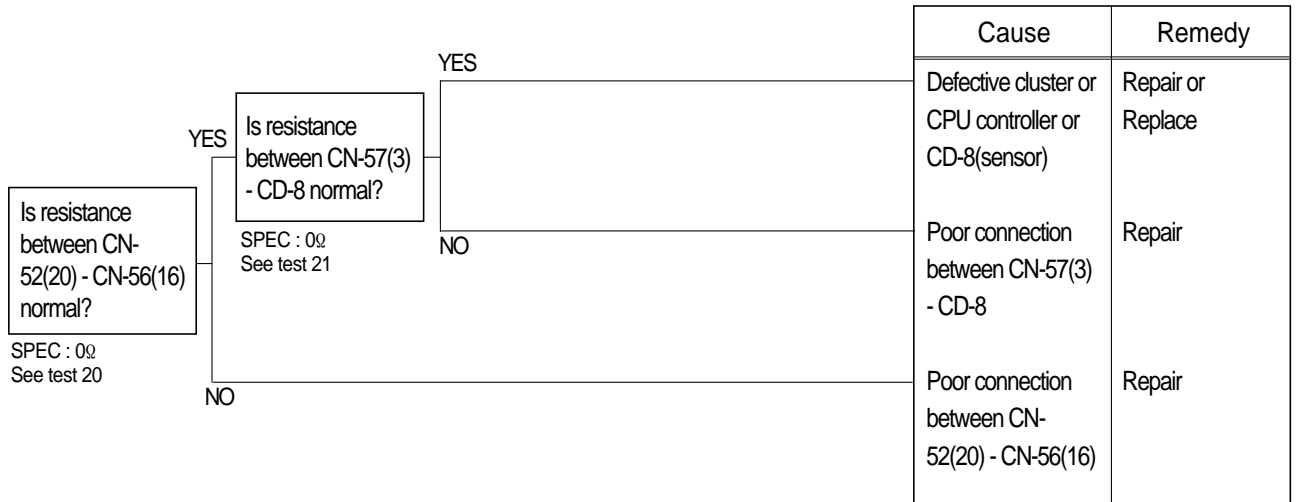 Cause
Remedy
YES
Defective cluster or
CPU controller or
CD-8(sensor)
Repair or
Replace
YES
Is resistance
between CN-57(3)
- CD-8 normal?
SPEC : 0Ω
See test 21
NO
Poor connection
between CN-57(3)
- CD-8
Repair
Is resistance
between CN-
52(20) - CN-56(16)
normal?
SPEC : 0Ω
See test 20
NO
Poor connection
between CN-
52(20) - CN-56(16)
Repair